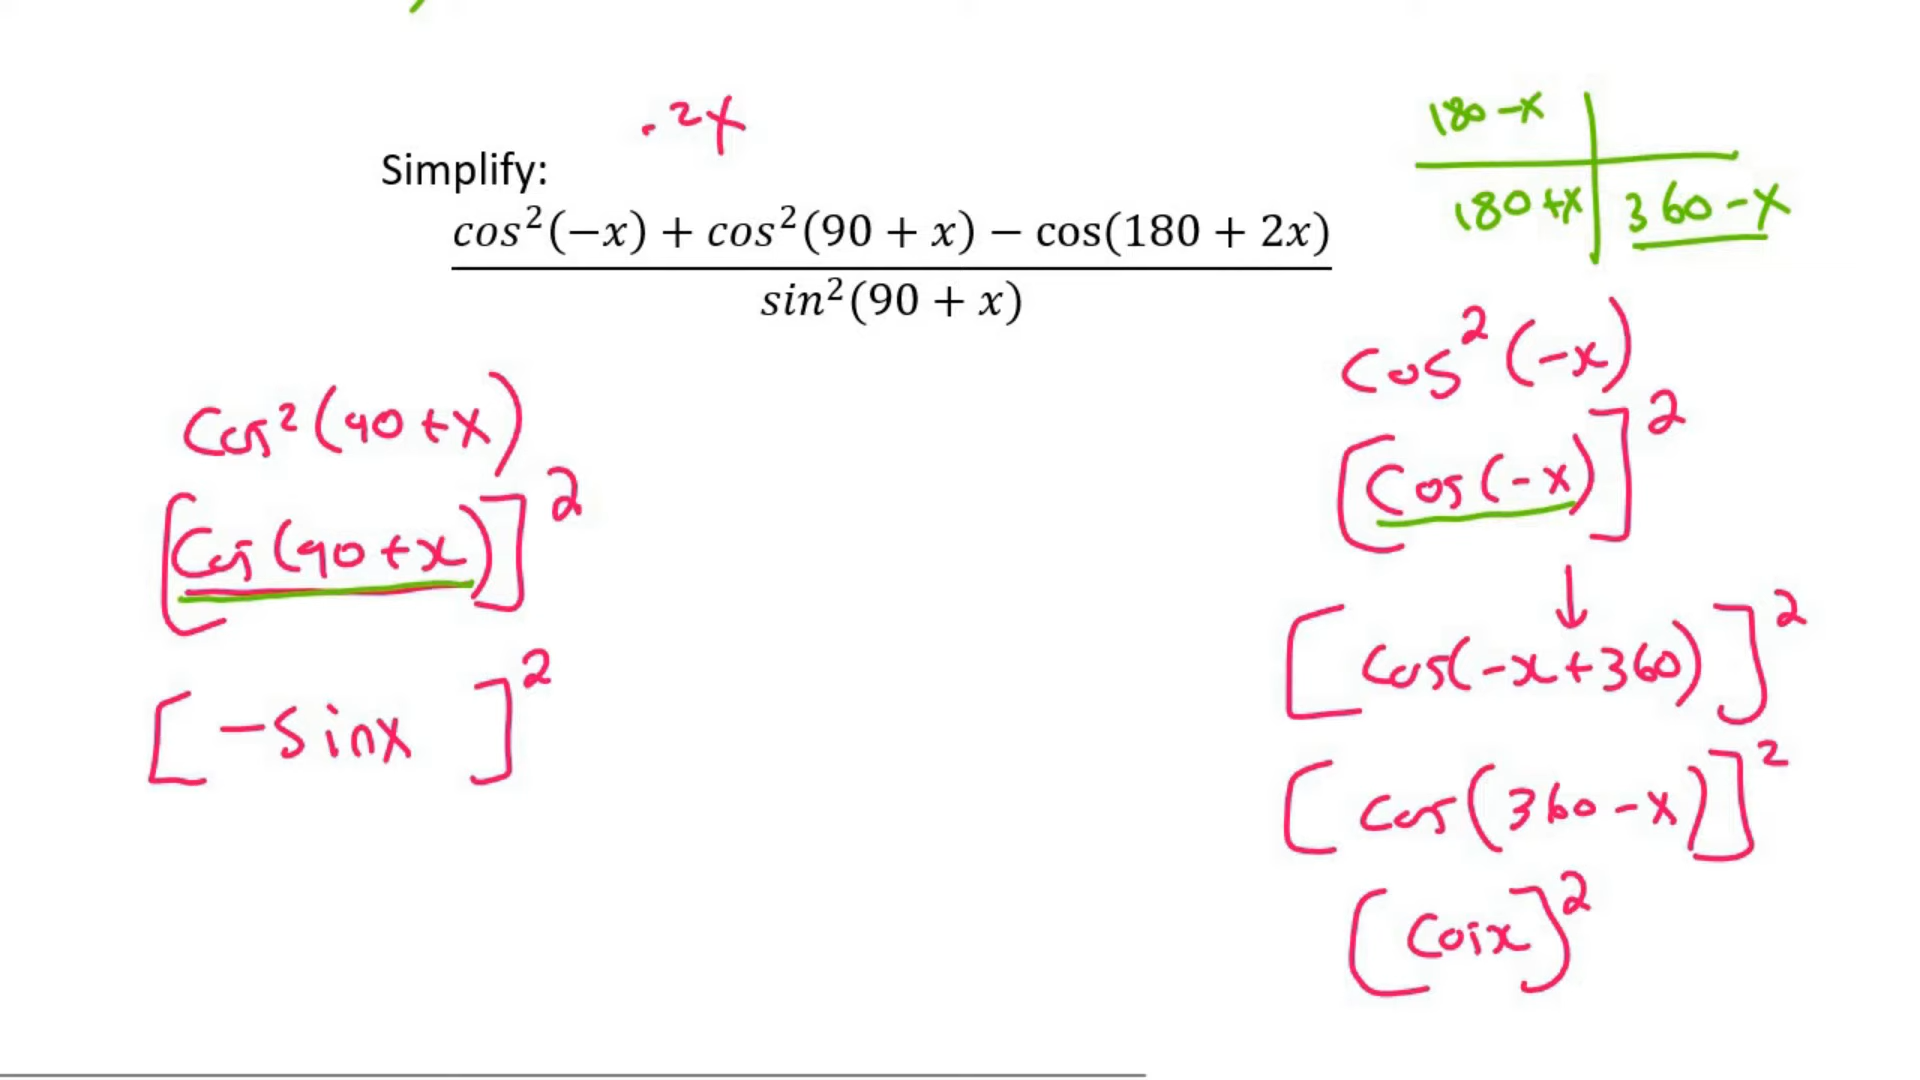 . 2x
Simplify:
cos²(−x) + cos²(90 + x) − cos(180 + 2x)
sin²(90 + x)
180 -x
180 +x 360 -x
Cos² (90 +x)
[Cos (90 +x)]²
[-sinx ]²
Cos² (-x)
[Cos (-x)]²
↓
[Cos(-x+360)]²
[Cos(360 -x)]²
[Cosx]²